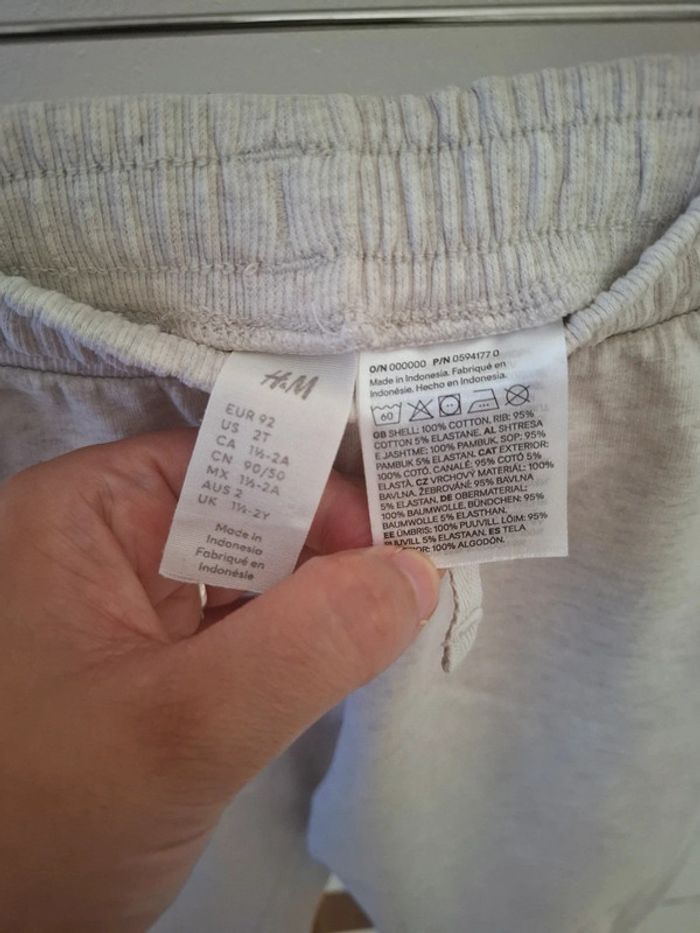 H&M
EUR 92
US 2T
CA 1½-2A
CN 90/50
MX 1½-2A
AUS 2
UK 1½-2Y
Made in
Indonesia
Fabriqué en
Indonésie
O/N 000000 P/N 0594177 0
Made in Indonesia. Fabriqué en
Indonésie. Hecho en Indonesia.
60
GB SHELL: 100% COTTON, RIB: 95%
COTTON 5% ELASTANE. AL SHTRESA
E JASHTME: 100% PAMBUK, SOP: 95%
PAMBUK 5% ELASTAN. CAT EXTERIOR:
100% COTÓ. CANALÉ: 95% COTÓ 5%
ELASTÀ. CZ VRCHOVÝ MATERIÁL: 100%
BAVLNA, ŽEBROVÁNÍ: 95% BAVLNA
5% ELASTAN. DE OBERMATERIAL:
100% BAUMWOLLE. BÜNDCHEN: 95%
BAUMWOLLE 5% ELASTHAN.
EE ÜMBRIS: 100% PUUVILL. LÕIM: 95%
PUUVILL 5% ELASTAAN. ES TELA
100% ALGODÓN.